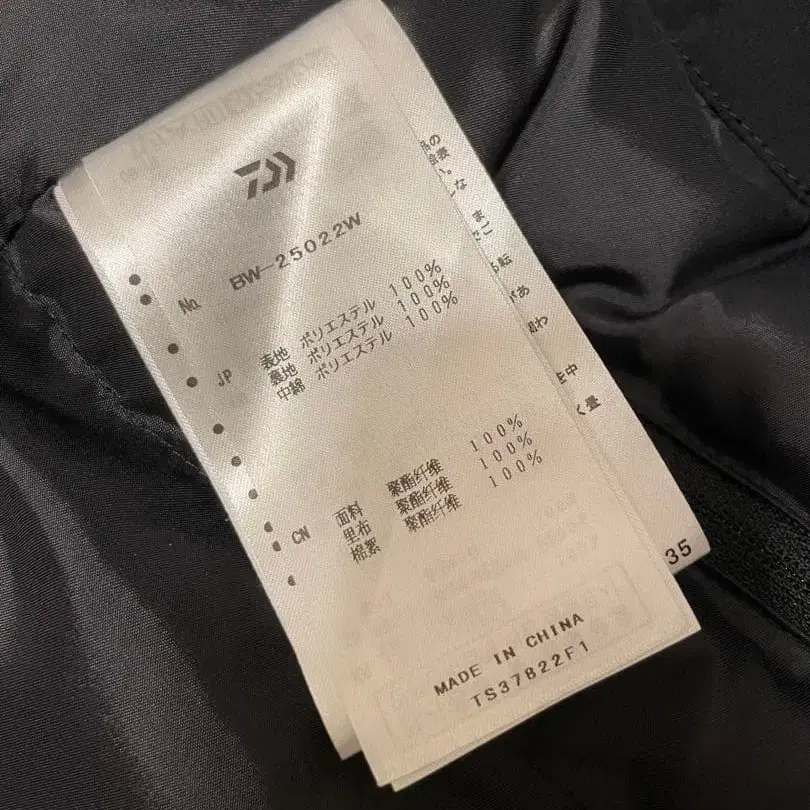 No. BW-25022W
JP 表地 ポリエステル 100%
裏地 ポリエステル 100%
中綿 ポリエステル 100%
CN 面料 聚酯纤维 100%
里布 聚酯纤维 100%
棉絮 聚酯纤维 100%
MADE IN CHINA
TS37822F1
35